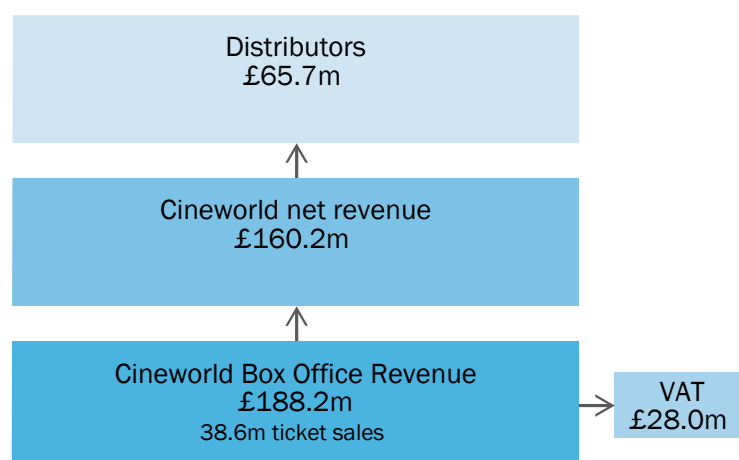 Distributors
£65.7m
Cineworld net revenue
£160.2m
Cineworld Box Office Revenue
£188.2m
38.6m ticket sales
VAT
£28.0m